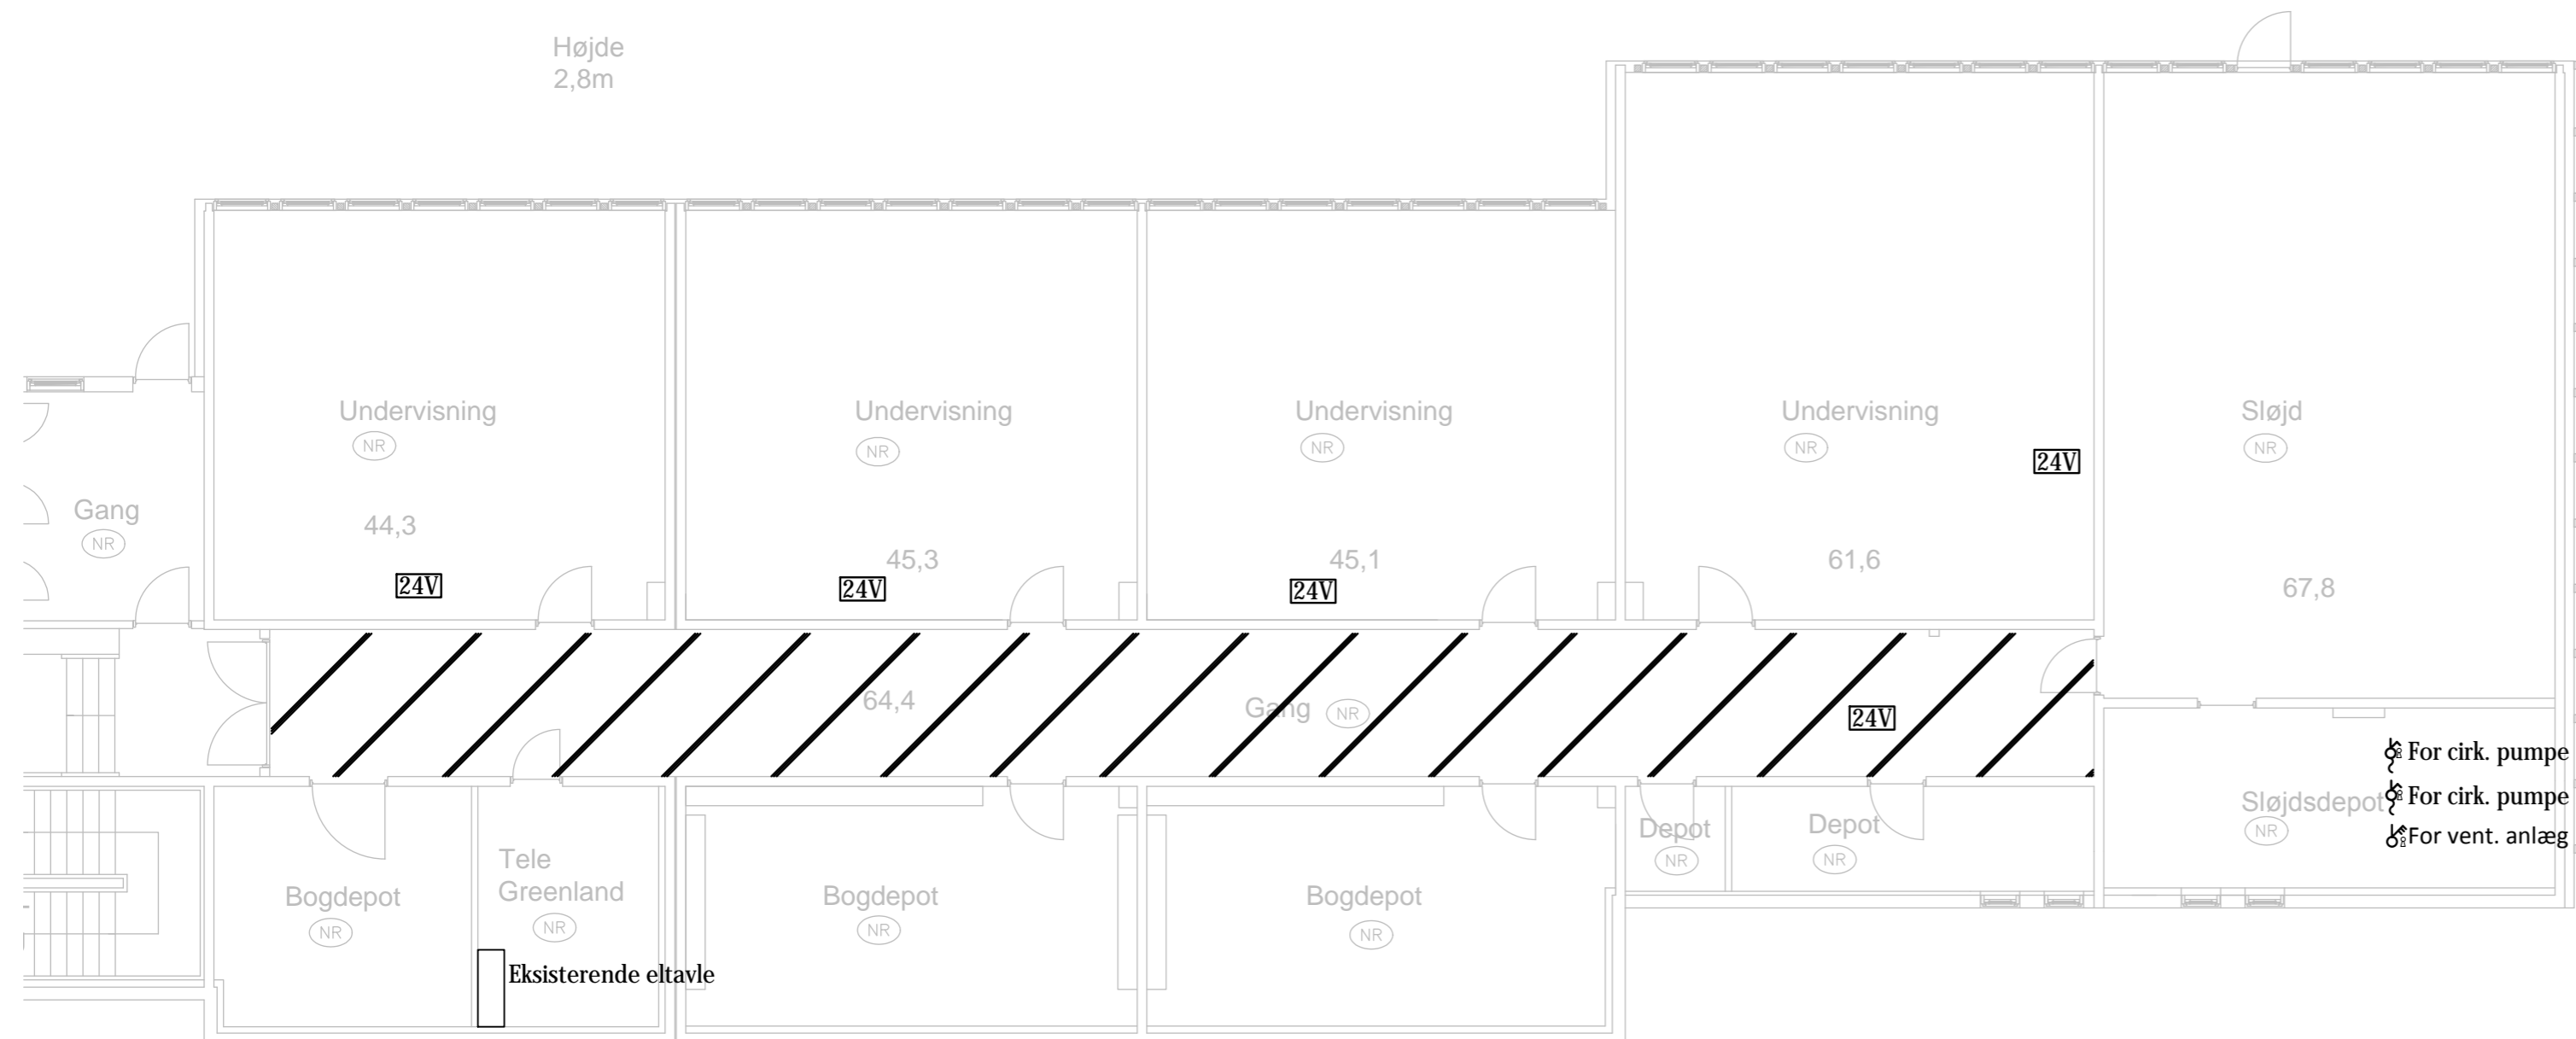 Højde
2,8m
Undervisning
NR
44,3
24V
Undervisning
NR
45,3
24V
Undervisning
NR
45,1
24V
Undervisning
NR
24V
61,6
Sløjd
NR
67,8
Gang
NR
64,4
Gang
NR
24V
For cirk. pumpe
For cirk. pumpe
For vent. anlæg
Sløjdsdepot
NR
Depot
NR
Depot
NR
Tele
Greenland
NR
Bogdepot
NR
Bogdepot
NR
Bogdepot
NR
Eksisterende eltavle